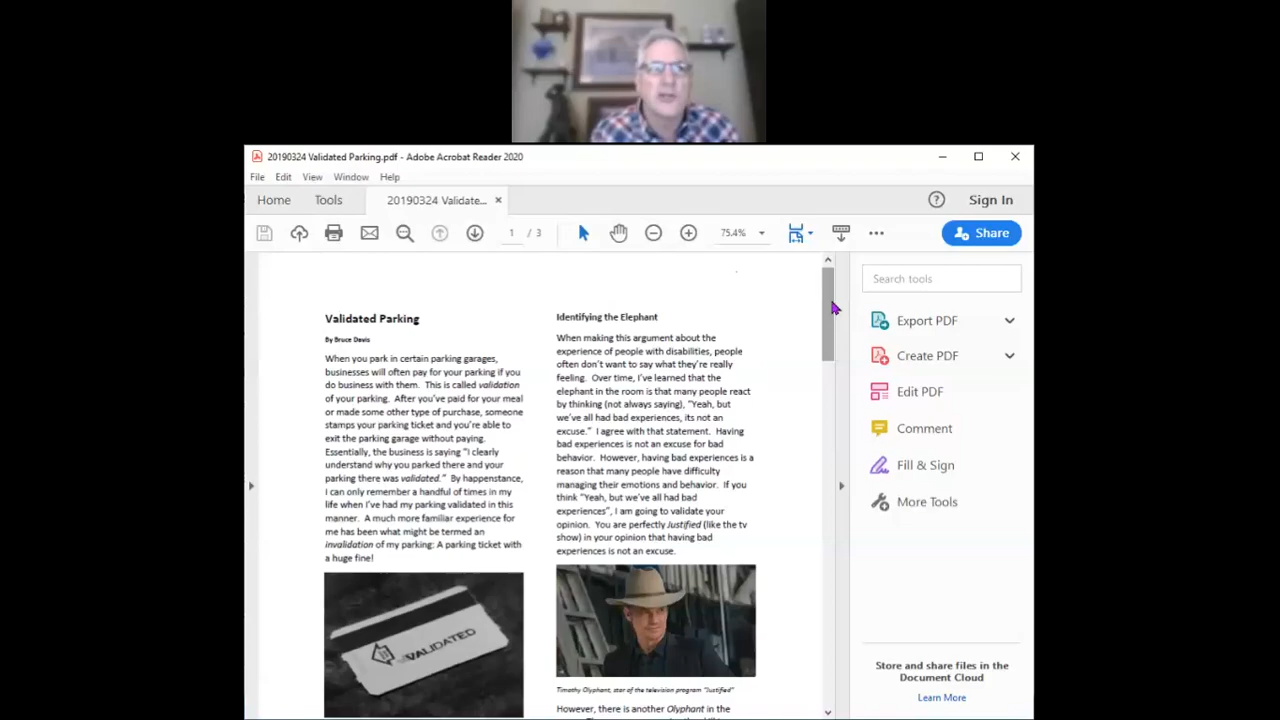 20190324 Validated Parking.pdf - Adobe Acrobat Reader 2020
File Edit View Window Help
Home Tools 20190324 Validate... × Sign In
1 / 3 75.4% Share
Validated Parking
By Bruce Davis
When you park in certain parking garages,
businesses will often pay for your parking if you
do business with them. This is called validation
of your parking. After you've paid for your meal
or made some other type of purchase, someone
stamps your parking ticket and you're able to
exit the parking garage without paying.
Essentially, the business is saying "I clearly
understand why you parked there and your
parking there was validated." By happenstance,
I can only remember a handful of times in my
life when I've had my parking validated in this
manner. A much more familiar experience for
me has been what might be termed an
invalidation of my parking: A parking ticket with
a huge fine!
VALIDATED
Identifying the Elephant
When making this argument about the
experience of people with disabilities, people
often don't want to say what they're really
feeling. Over time, I've learned that the
elephant in the room is that many people react
by thinking (not always saying), "Yeah, but
we've all had bad experiences, its not an
excuse." I agree with that statement. Having
bad experiences is not an excuse for bad
behavior. However, having bad experiences is a
reason that many people have difficulty
managing their emotions and behavior. If you
think "Yeah, but we've all had bad
experiences", I am going to validate your
opinion. You are perfectly Justified (like the tv
show) in your opinion that having bad
experiences is not an excuse.
Timothy Olyphant, star of the television program "Justified"
However, there is another Olyphant in the
Search tools
Export PDF
Create PDF
Edit PDF
Comment
Fill & Sign
More Tools
Store and share files in the
Document Cloud
Learn More